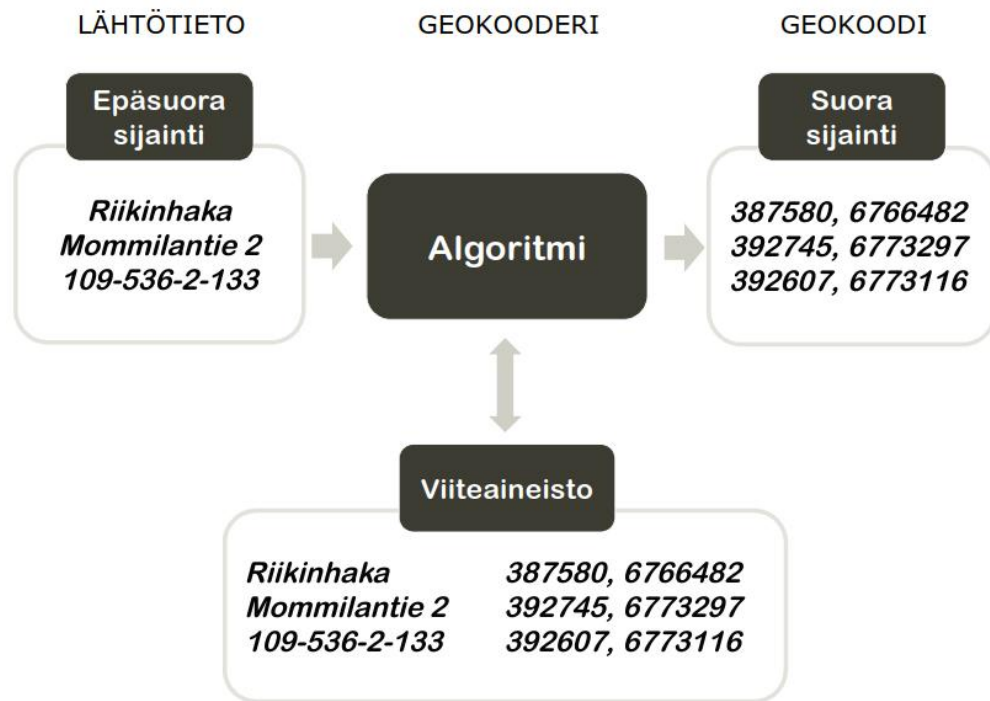 LÄHTÖTIETO
GEOKOODERI
GEOKOODI
Epäsuora
sijainti
Riikinhaka
Mommilantie 2
109-536-2-133
Algoritmi
Suora
sijainti
387580, 6766482
392745, 6773297
392607, 6773116
Viiteaineisto
Riikinhaka 387580, 6766482
Mommilantie 2 392745, 6773297
109-536-2-133 392607, 6773116